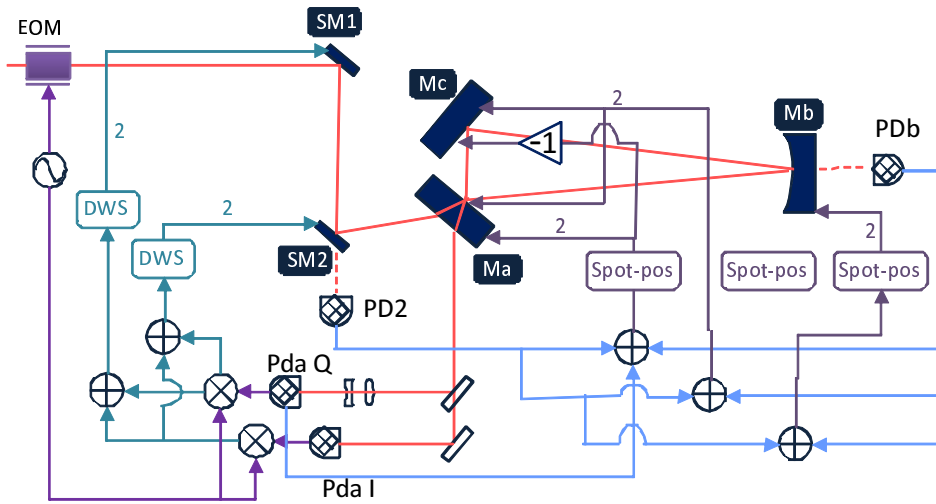 EOM
SM1
Mc
2
Mb
PDb
-1
2
DWS
2
DWS
SM2
Ma
2
2
Spot-pos
Spot-pos
Spot-pos
PD2
Pda Q
Pda I